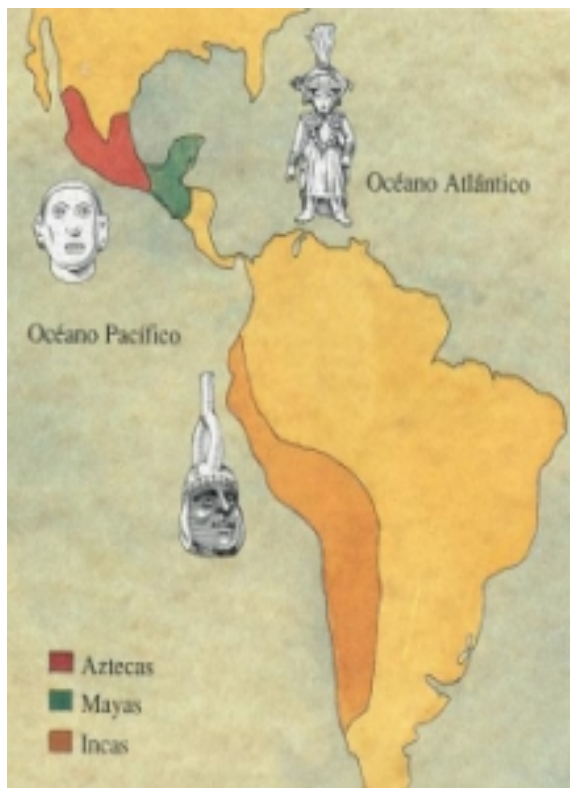 Océano Atlántico
Océano Pacífico
Aztecas
Mayas
Incas